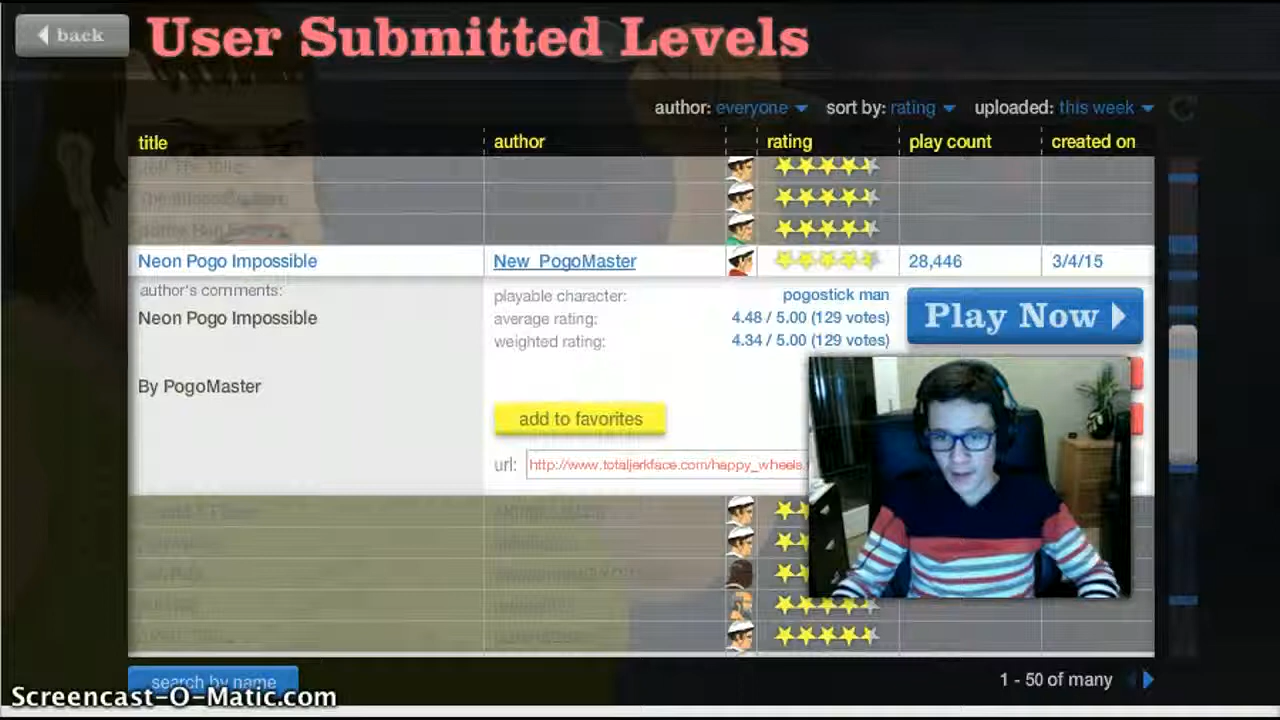 back
User Submitted Levels
author: everyone sort by: rating uploaded: this week
title author rating play count created on
Neon Pogo Impossible New_PogoMaster 28,446 3/4/15
author's comments:
Neon Pogo Impossible
By PogoMaster
playable character: pogostick man
average rating: 4.48 / 5.00 (129 votes)
weighted rating: 4.34 / 5.00 (129 votes)
Play Now
add to favorites
url: http://www.totaljerkface.com/happy_wheels.
search by name
1 - 50 of many
Screencast-O-Matic.com